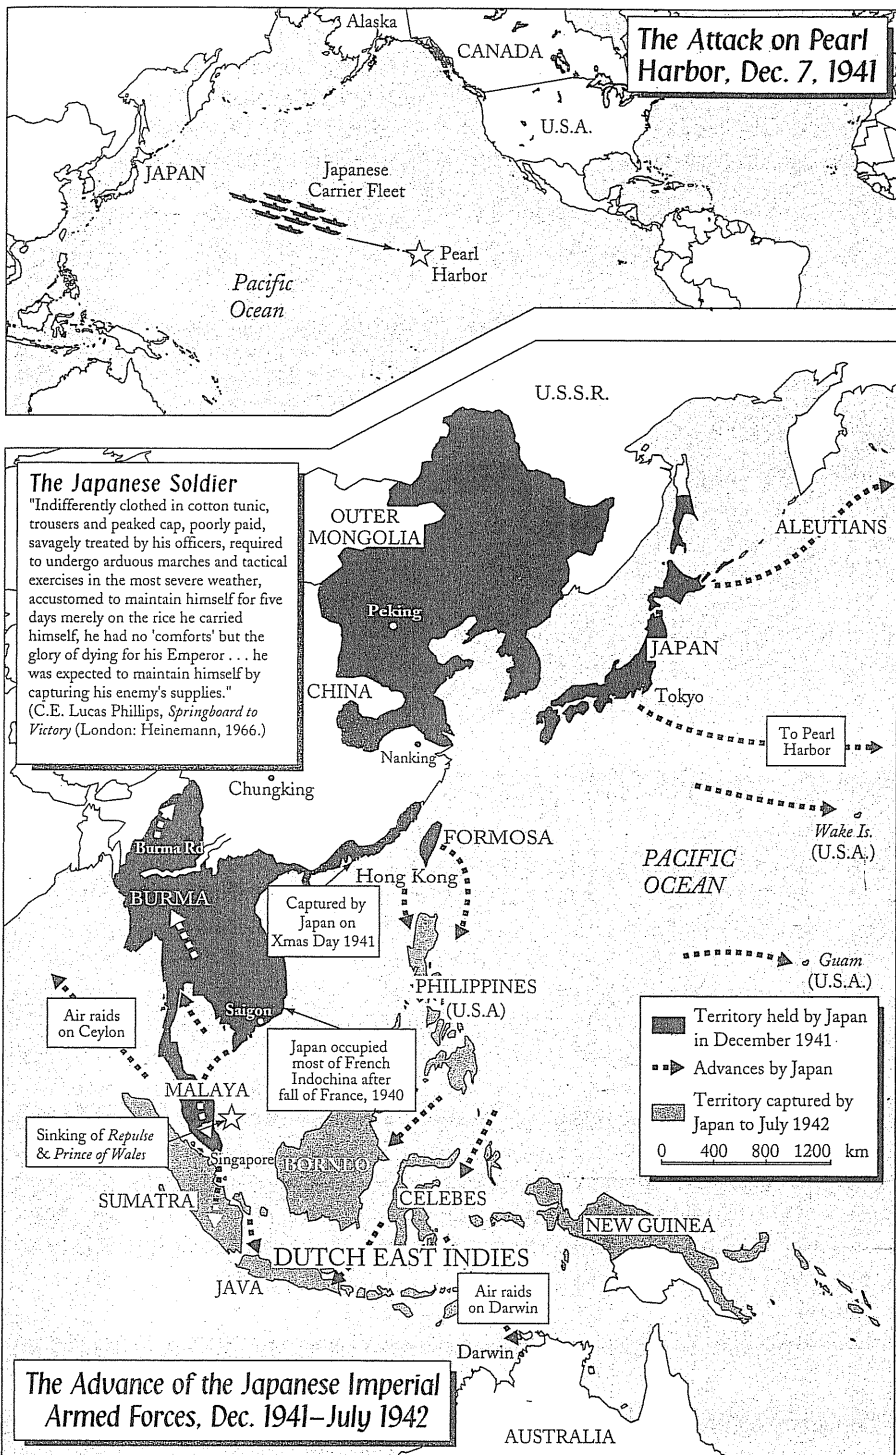 The Attack on Pearl
Harbor, Dec. 7, 1941
Alaska
CANADA
U.S.A.
JAPAN
Japanese
Carrier Fleet
Pearl
Harbor
Pacific
Ocean
U.S.S.R.
The Japanese Soldier
"Indifferently clothed in cotton tunic,
trousers and peaked cap, poorly paid,
savagely treated by his officers, required
to undergo arduous marches and tactical
exercises in the most severe weather,
accustomed to maintain himself for five
days merely on the rice he carried
himself, he had no 'comforts' but the
glory of dying for his Emperor . . . he
was expected to maintain himself by
capturing his enemy's supplies."
(C.E. Lucas Phillips, Springboard to
Victory (London: Heinemann, 1966.)
OUTER
MONGOLIA
ALEUTIANS
Peking
JAPAN
CHINA
Tokyo
To Pearl
Harbor
Nanking
Chungking
Wake Is.
(U.S.A.)
Burma Rd
FORMOSA
PACIFIC
OCEAN
Hong Kong
BURMA
Captured by
Japan on
Xmas Day 1941
Guam
(U.S.A.)
PHILIPPINES
(U.S.A)
Air raids
on Ceylon
Saigon
Japan occupied
most of French
Indochina after
fall of France, 1940
Territory held by Japan
in December 1941
Advances by Japan
Territory captured by
Japan to July 1942
0 400 800 1200 km
MALAYA
Sinking of Repulse
& Prince of Wales
Singapore
BORNEO
SUMATRA
CELEBES
NEW GUINEA
DUTCH EAST INDIES
JAVA
Air raids
on Darwin
Darwin
The Advance of the Japanese Imperial
Armed Forces, Dec. 1941–July 1942
AUSTRALIA